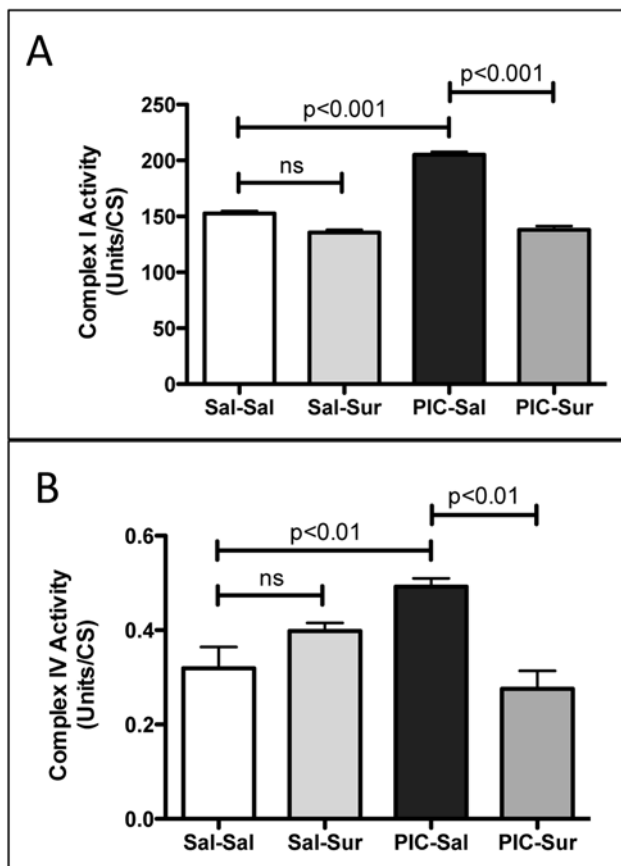 A
p<0.001
p<0.001
ns
Complex I Activity
(Units/CS)
250
200
150
100
50
0
Sal-Sal Sal-Sur PIC-Sal PIC-Sur
B
p<0.01
p<0.01
ns
Complex IV Activity
(Units/CS)
0.6
0.4
0.2
0.0
Sal-Sal Sal-Sur PIC-Sal PIC-Sur